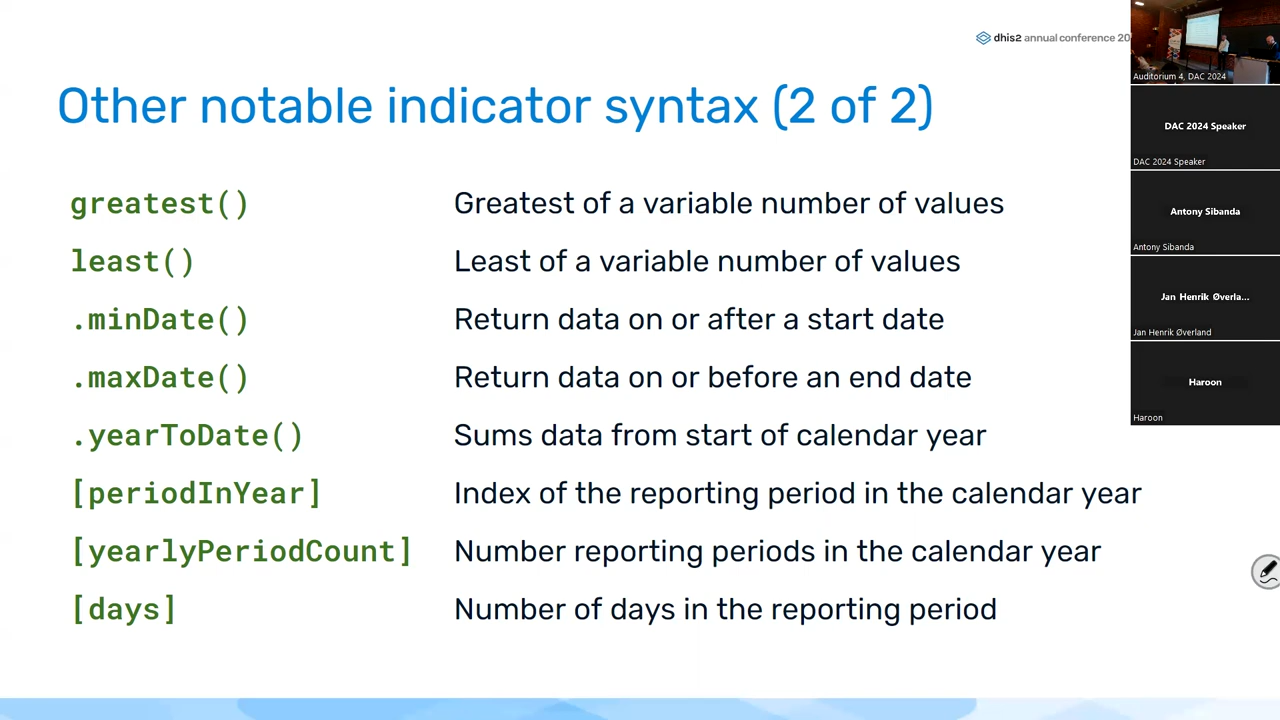 dhis2 annual conference 20
Other notable indicator syntax (2 of 2)
greatest() Greatest of a variable number of values
least() Least of a variable number of values
.minDate() Return data on or after a start date
.maxDate() Return data on or before an end date
.yearToDate() Sums data from start of calendar year
[periodInYear] Index of the reporting period in the calendar year
[yearlyPeriodCount] Number reporting periods in the calendar year
[days] Number of days in the reporting period
Auditorium 4, DAC 2024
DAC 2024 Speaker
DAC 2024 Speaker
Antony Sibanda
Antony Sibanda
Jan Henrik Øverla...
Jan Henrik Øverland
Haroon
Haroon